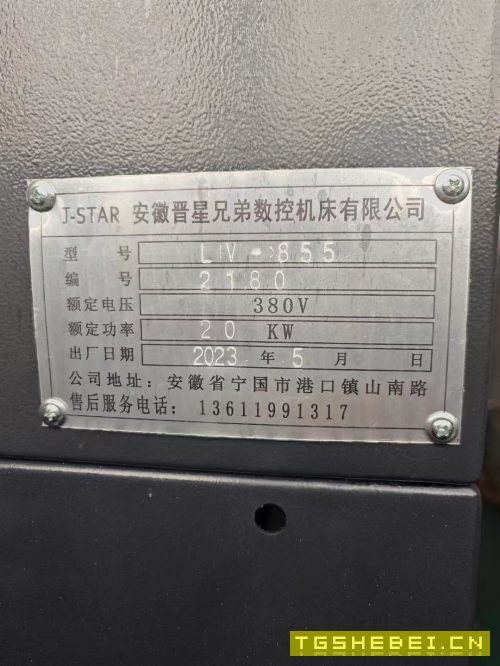 J-STAR 安徽晋星兄弟数控机床有限公司
型号 LV-855
编号 2180
额定电压 380V
额定功率 20 KW
出厂日期 2023 年 5 月 日
公司地址：安徽省宁国市港口镇山南路
售后服务电话：13611991317
TGSHEBEI.CN